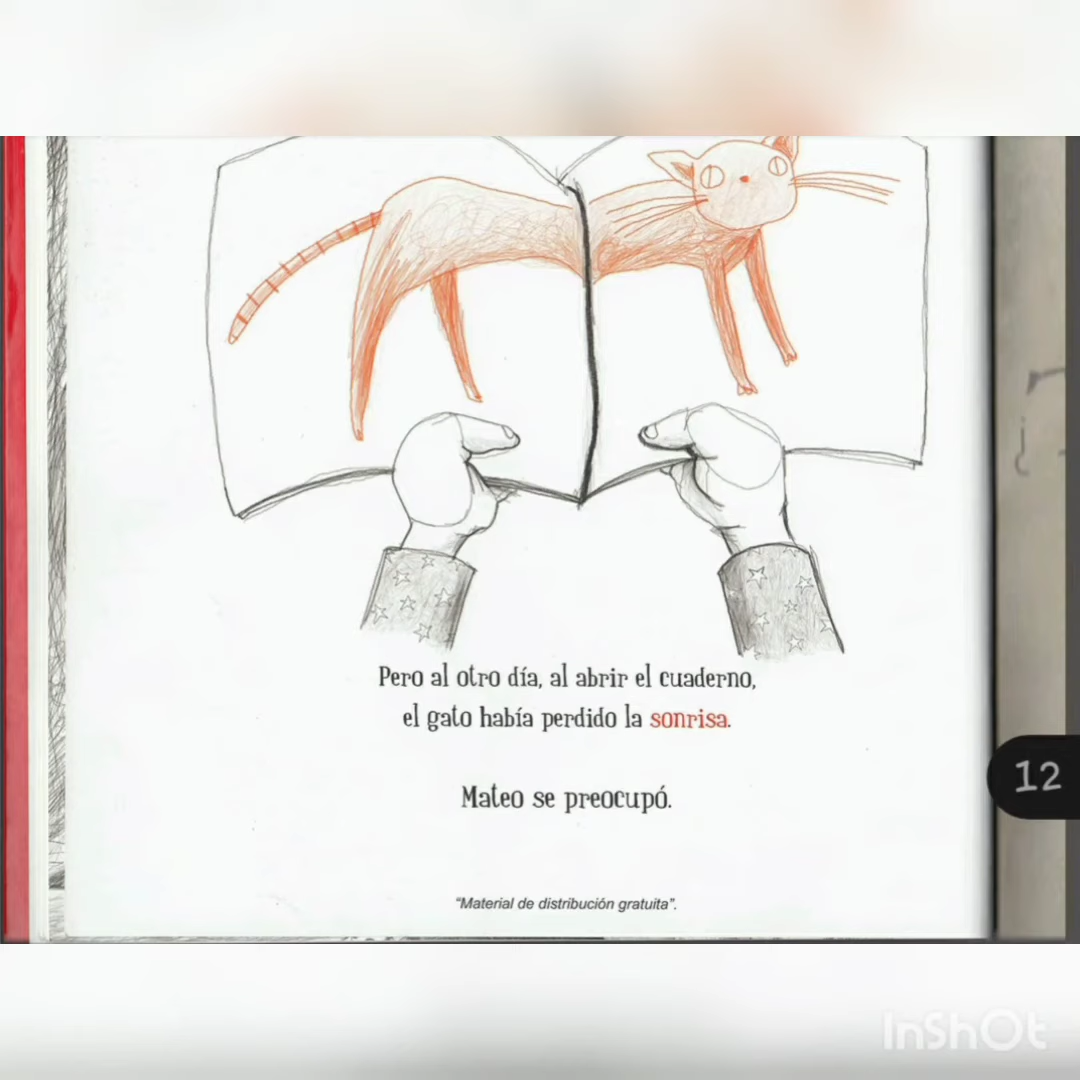 Pero al otro día, al abrir el cuaderno,
el gato había perdido la sonrisa.
Mateo se preocupó.
12
“Material de distribución gratuita”.
InShOt